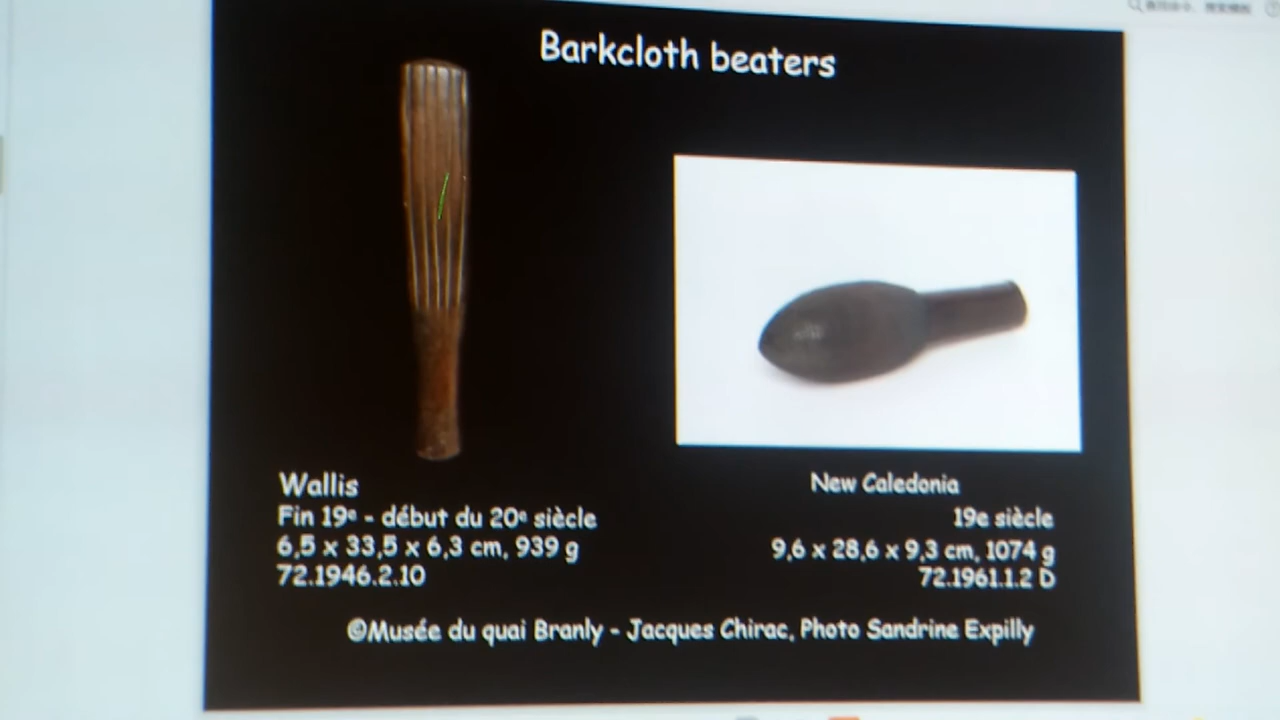 Barkcloth beaters
Wallis
Fin 19e - début du 20e siècle
6,5 x 33,5 x 6,3 cm, 939 g
72.1946.2.10
New Caledonia
19e siècle
9,6 x 28,6 x 9,3 cm, 1074 g
72.1961.1.2 D
©Musée du quai Branly - Jacques Chirac, Photo Sandrine Expilly